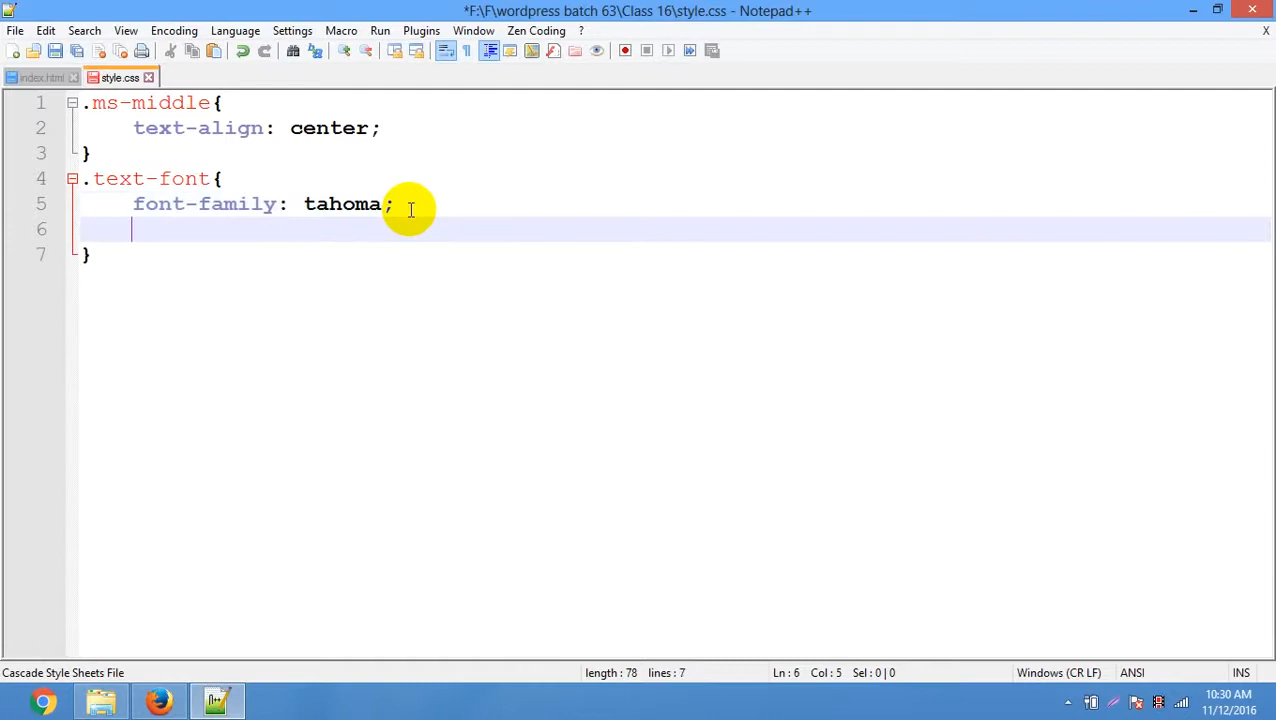 *F:\F\wordpress batch 63\Class 16\style.css - Notepad++
File Edit Search View Encoding Language Settings Macro Run Plugins Window Zen Coding ? X
index.html style.css
1 .ms-middle{
2 text-align: center;
3 }
4 .text-font{
5 font-family: tahoma;
6
7 }
Cascade Style Sheets File length : 78 lines : 7 Ln : 6 Col : 5 Sel : 0 | 0 Windows (CR LF) ANSI INS
10:30 AM
11/12/2016